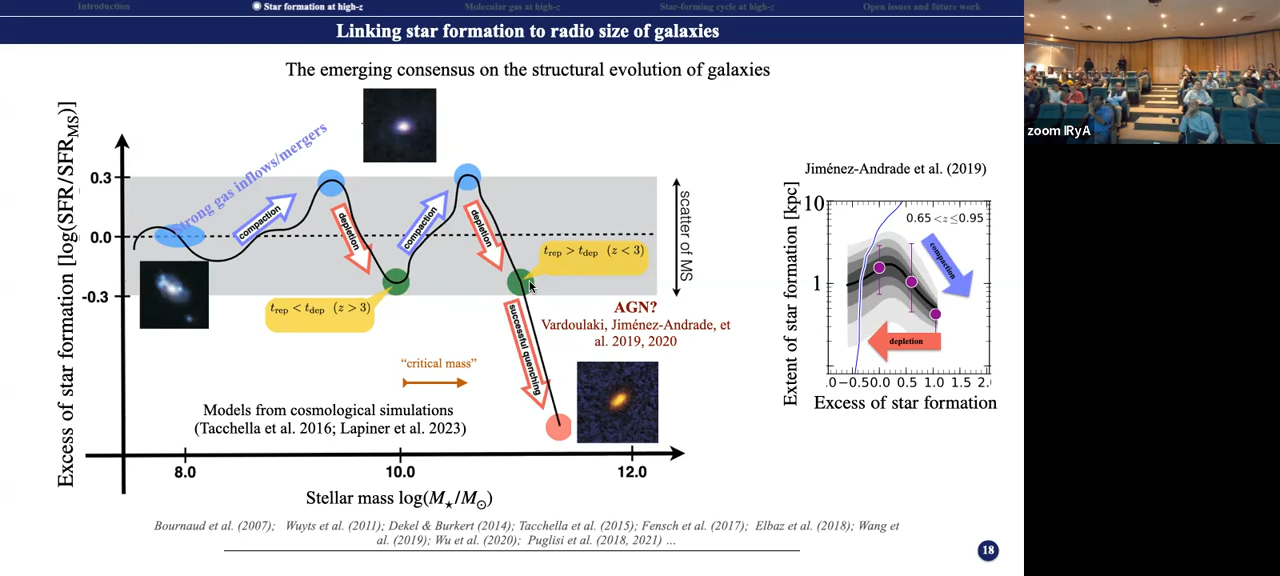 Introduction
Star formation at high-z
Molecular gas at high-z
Star-forming cycle at high-z
Open issues and future work
Linking star formation to radio size of galaxies
The emerging consensus on the structural evolution of galaxies
Excess of star formation [log(SFR/SFR_MS)]
0.3
0.0
-0.3
Strong gas inflows/mergers
compaction
depletion
compaction
depletion
scatter of MS
t_rep < t_dep (z > 3)
t_rep > t_dep (z < 3)
AGN?
Vardoulaki, Jiménez-Andrade, et
al. 2019, 2020
successful quenching
“critical mass”
Models from cosmological simulations
(Tacchella et al. 2016; Lapiner et al. 2023)
8.0
10.0
12.0
Stellar mass log(M⋆/M⊙)
Jiménez-Andrade et al. (2019)
Extent of star formation [kpc]
10
1
0.65<z≤0.95
compaction
depletion
.0 −0.5 0.0 0.5 1.0 1.5 2.
Excess of star formation
Bournaud et al. (2007); Wuyts et al. (2011); Dekel & Burkert (2014); Tacchella et al. (2015); Fensch et al. (2017); Elbaz et al. (2018); Wang et
al. (2019); Wu et al. (2020); Puglisi et al. (2018, 2021) ...
18
zoom IRyA